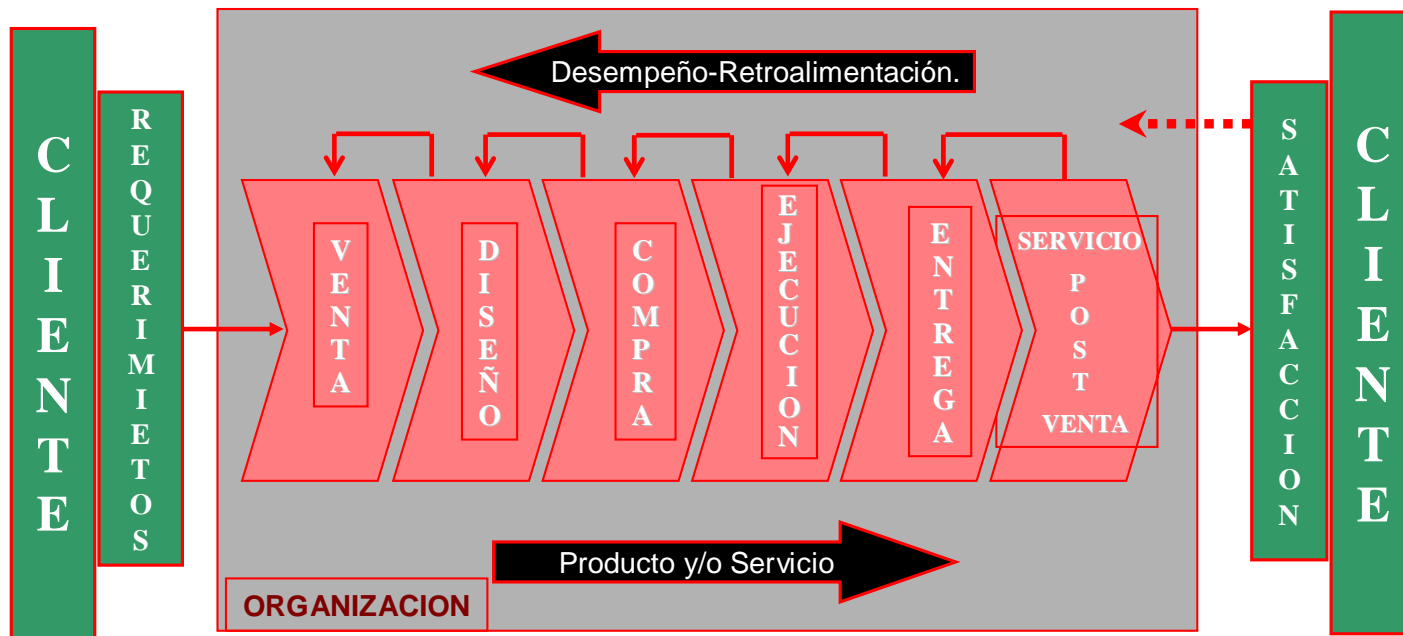 CLIENTE
REQUERIMIETOS
Desempeño-Retroalimentación.
VENTA
DISEÑO
COMPRA
EJECUCION
ENTREGA
SERVICIO
POST
VENTA
Producto y/o Servicio
ORGANIZACION
SATISFACCION
CLIENTE